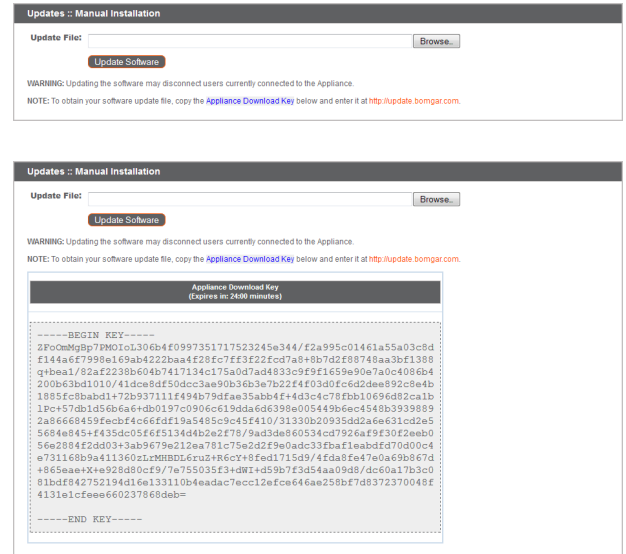 Updates :: Manual Installation
Update File:
Browse..
Update Software
WARNING: Updating the software may disconnect users currently connected to the Appliance.
NOTE: To obtain your software update file, copy the Appliance Download Key below and enter it at http://update.bomgar.com.
Updates :: Manual Installation
Update File:
Browse..
Update Software
WARNING: Updating the software may disconnect users currently connected to the Appliance.
NOTE: To obtain your software update file, copy the Appliance Download Key below and enter it at http://update.bomgar.com.
Appliance Download Key
(Expires in: 24:00 minutes)
-----BEGIN KEY-----
ZFoOmMgBp7PMOIoL306b4f0997351717523245e344/f2a995c01461a55a03c8d
f144a6f7998e169ab4222baa4f28fc7ff3f22fcd7a8+8b7d2f88748aa3bf1388
q+bea1/82af2238b604b7417134c175a0d7ad4833c9f9f1659e90e7a0c4086b4
200b63bd1010/41dce8df50dcc3ae90b36b3e7b22f4f03d0fc6d2dee892c8e4b
1885fc8babd1+72b937111f494b79dfae35abb4f+4d3c4c78fbb10696d82ca1b
1Pc+57db1d56b6a6+db0197c0906c619dda6d6398e005449b6ec4548b3939889
2a86668459fecbf4c66fdf19a5485c9c45f410/31330b20935dd2a6e631cd2e5
5684e845+f435dc05f6f5134d4b2e2f78/9ad3de860534cd7926af9f30f2eeb0
56e2884f2dd03+3ab9679e212ea781c75e2d2f9e0adc33fbaf1eabdfd70d00c4
e731168b9a411360zLrMHBDL6ruZ+R6cY+8fed1715d9/4fda8fe47e0a69b867d
+865eae+X+e928d80cf9/7e755035f3+dWI+d59b7f3d54aa09d8/dc60a17b3c0
81bdf842752194d16e133110b4eadac7ecc12efce646ae258bf7d8372370048f
4131e1cfeee660237868deb=
-----END KEY-----